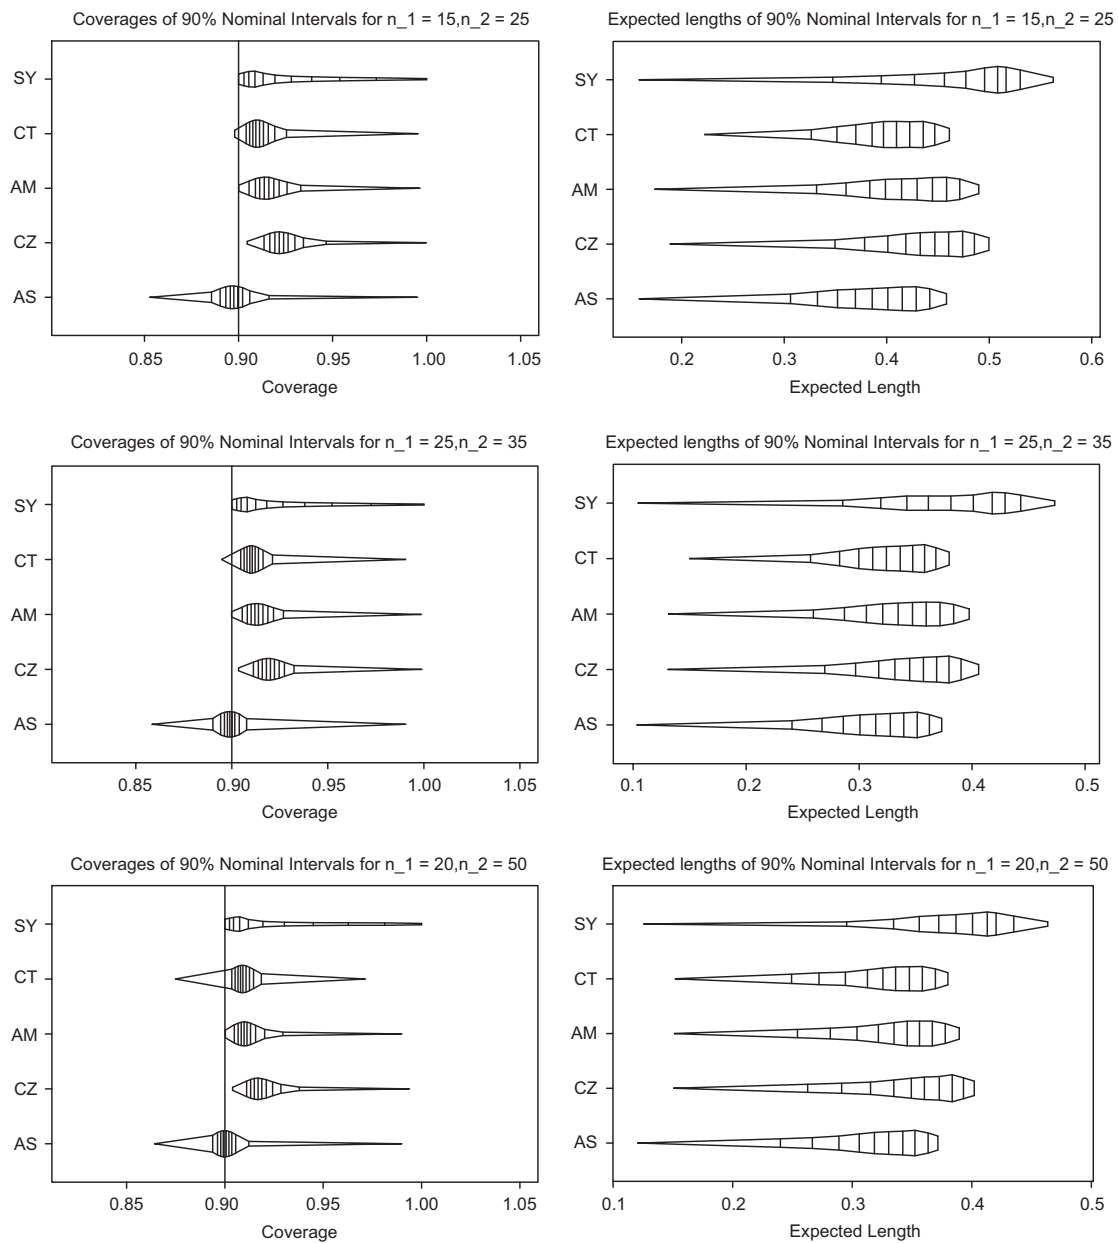 Coverages of 90% Nominal Intervals for n_1 = 15,n_2 = 25
SY
CT
AM
CZ
AS
0.85 0.90 0.95 1.00 1.05
Coverage
Expected lengths of 90% Nominal Intervals for n_1 = 15,n_2 = 25
SY
CT
AM
CZ
AS
0.2 0.3 0.4 0.5 0.6
Expected Length
Coverages of 90% Nominal Intervals for n_1 = 25,n_2 = 35
SY
CT
AM
CZ
AS
0.85 0.90 0.95 1.00 1.05
Coverage
Expected lengths of 90% Nominal Intervals for n_1 = 25,n_2 = 35
SY
CT
AM
CZ
AS
0.1 0.2 0.3 0.4 0.5
Expected Length
Coverages of 90% Nominal Intervals for n_1 = 20,n_2 = 50
SY
CT
AM
CZ
AS
0.85 0.90 0.95 1.00 1.05
Coverage
Expected lengths of 90% Nominal Intervals for n_1 = 20,n_2 = 50
SY
CT
AM
CZ
AS
0.1 0.2 0.3 0.4 0.5
Expected Length